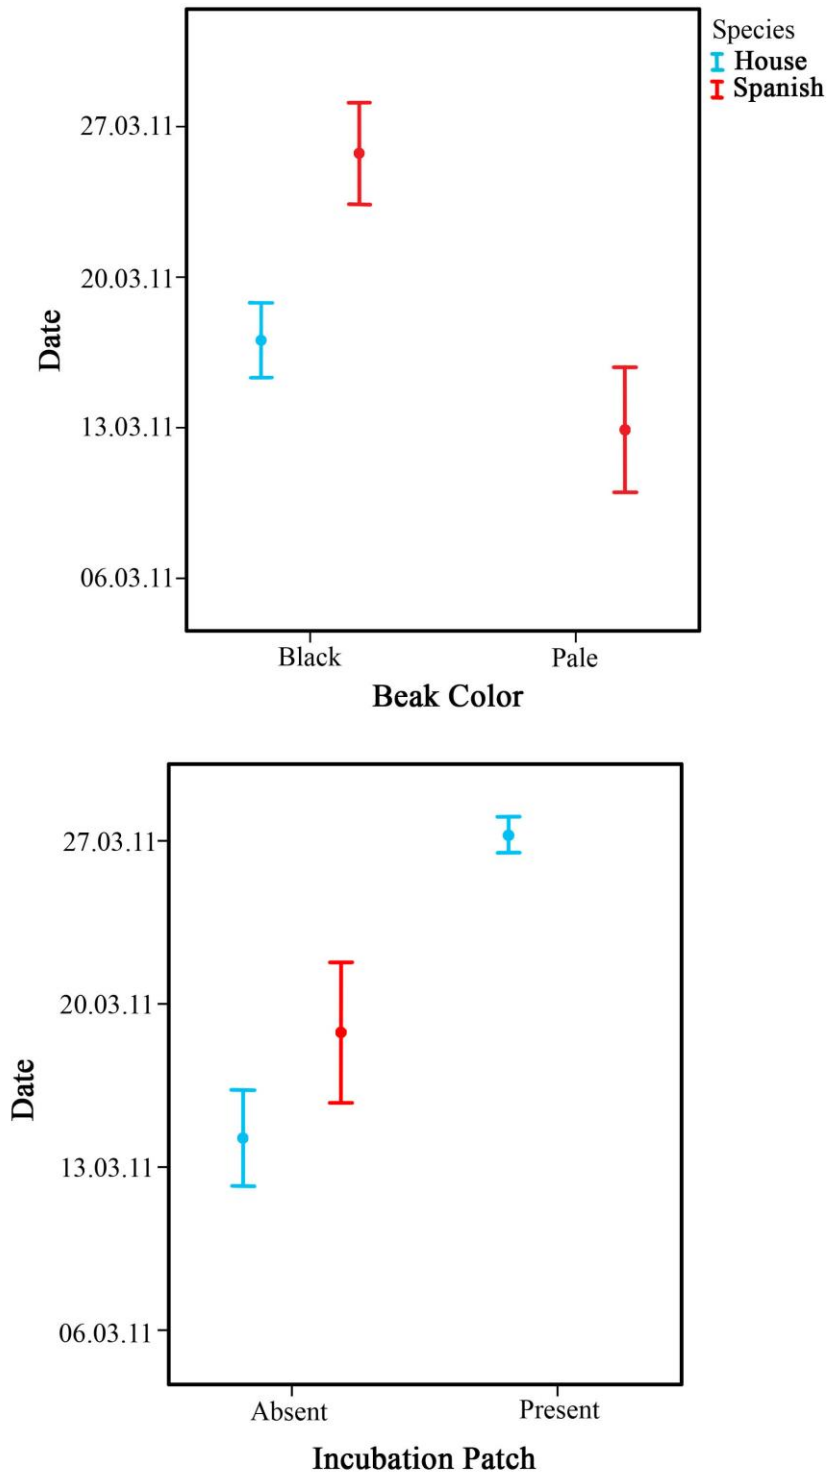 Species
House
Spanish
27.03.11
20.03.11
13.03.11
06.03.11
Date
Black Pale
Beak Color
27.03.11
20.03.11
13.03.11
06.03.11
Date
Absent Present
Incubation Patch